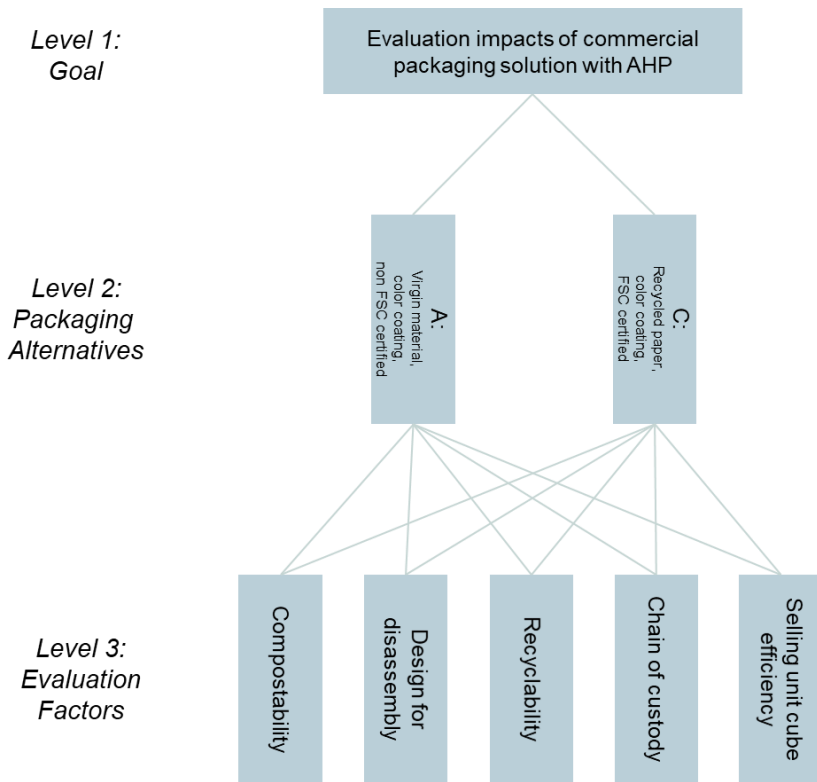 Level 1:
Goal
Evaluation impacts of commercial
packaging solution with AHP
Level 2:
Packaging
Alternatives
A:
Virgin material,
color coating,
non FSC certified
C:
Recycled paper,
color coating,
FSC certified
Level 3:
Evaluation
Factors
Compostability
Design for
disassembly
Recyclability
Chain of custody
Selling unit cube
efficiency